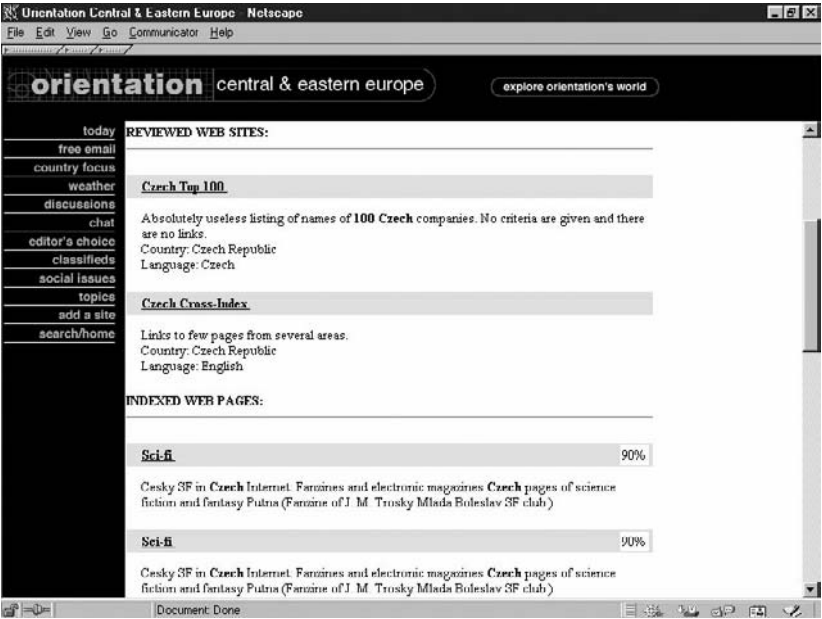 Orientation Central & Eastern Europe - Netscape
File Edit View Go Communicator Help
orientation central & eastern europe
explore orientation's world
today
free email
country focus
weather
discussions
chat
editor's choice
classifieds
social issues
topics
add a site
search/home
REVIEWED WEB SITES:
Czech Top 100
Absolutely useless listing of names of 100 Czech companies. No criteria are given and there
are no links.
Country: Czech Republic
Language: Czech
Czech Cross-Index
Links to few pages from several areas.
Country: Czech Republic
Language: English
INDEXED WEB PAGES:
Sci-fi 90%
Cesky SF in Czech Internet. Fanzines and electronic magazines Czech pages of science
fiction and fantasy Putna (Fanzine of J. M. Trosky Mlada Boleslav SF club )
Sci-fi 90%
Cesky SF in Czech Internet. Fanzines and electronic magazines Czech pages of science
fiction and fantasy Putna (Fanzine of J. M. Trosky Mlada Boleslav SF club )
Document: Done